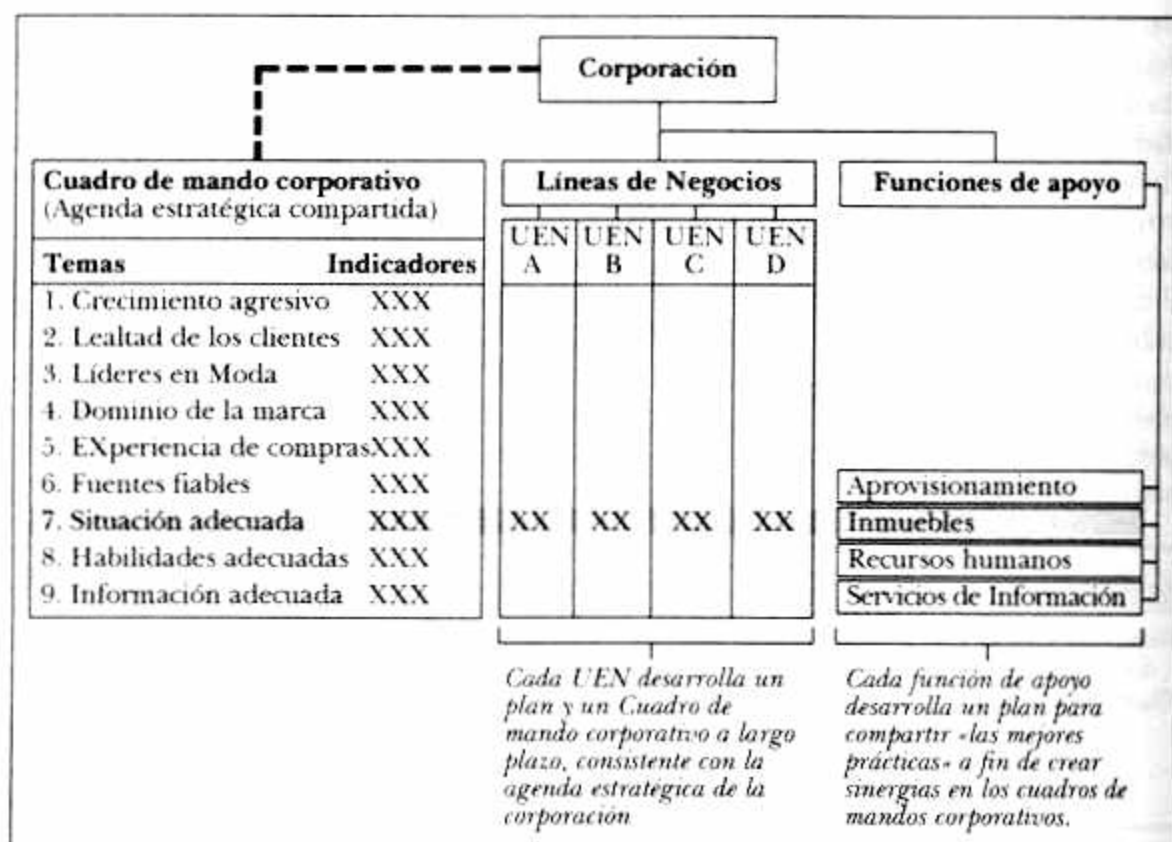 Corporación
Cuadro de mando corporativo
(Agenda estratégica compartida)
Temas Indicadores
1. Crecimiento agresivo XXX
2. Lealtad de los clientes XXX
3. Líderes en Moda XXX
4. Dominio de la marca XXX
5. EXperiencia de comprasXXX
6. Fuentes fiables XXX
7. Situación adecuada XXX
8. Habilidades adecuadas XXX
9. Información adecuada XXX
Líneas de Negocios
UEN UEN UEN UEN
A B C D
XX XX XX XX
Cada UEN desarrolla un
plan y un Cuadro de
mando corporativo a largo
plazo, consistente con la
agenda estratégica de la
corporación
Funciones de apoyo
Aprovisionamiento
Inmuebles
Recursos humanos
Servicios de Información
Cada función de apoyo
desarrolla un plan para
compartir «las mejores
prácticas» a fin de crear
sinergias en los cuadros de
mandos corporativos.